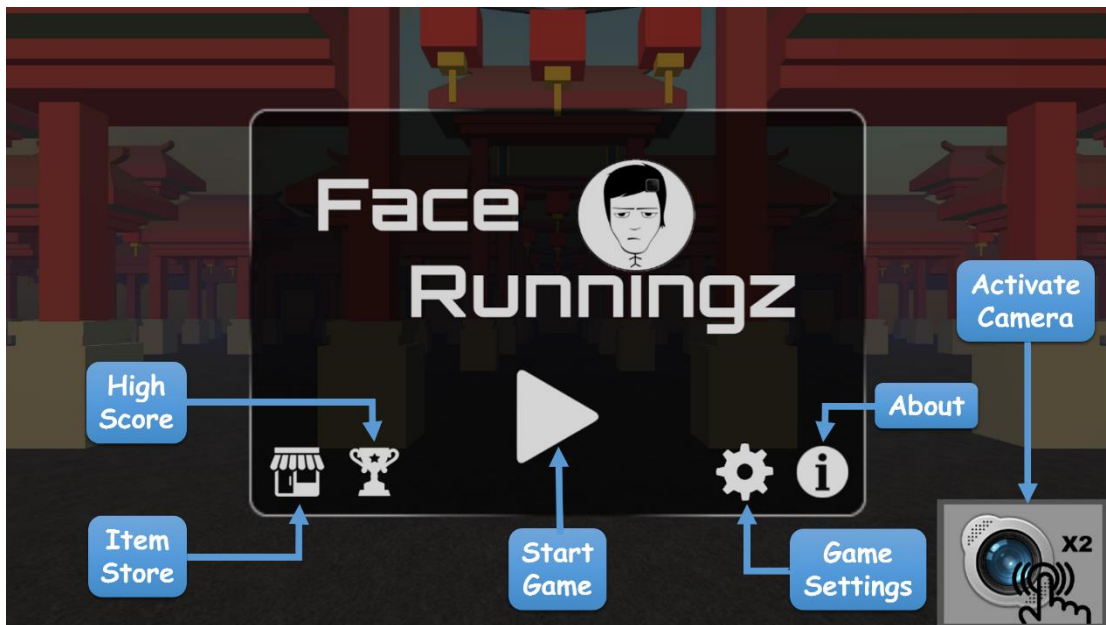 Face
Runningz
Activate
Camera
High
Score
About
X2
Item
Store
Start
Game
Game
Settings